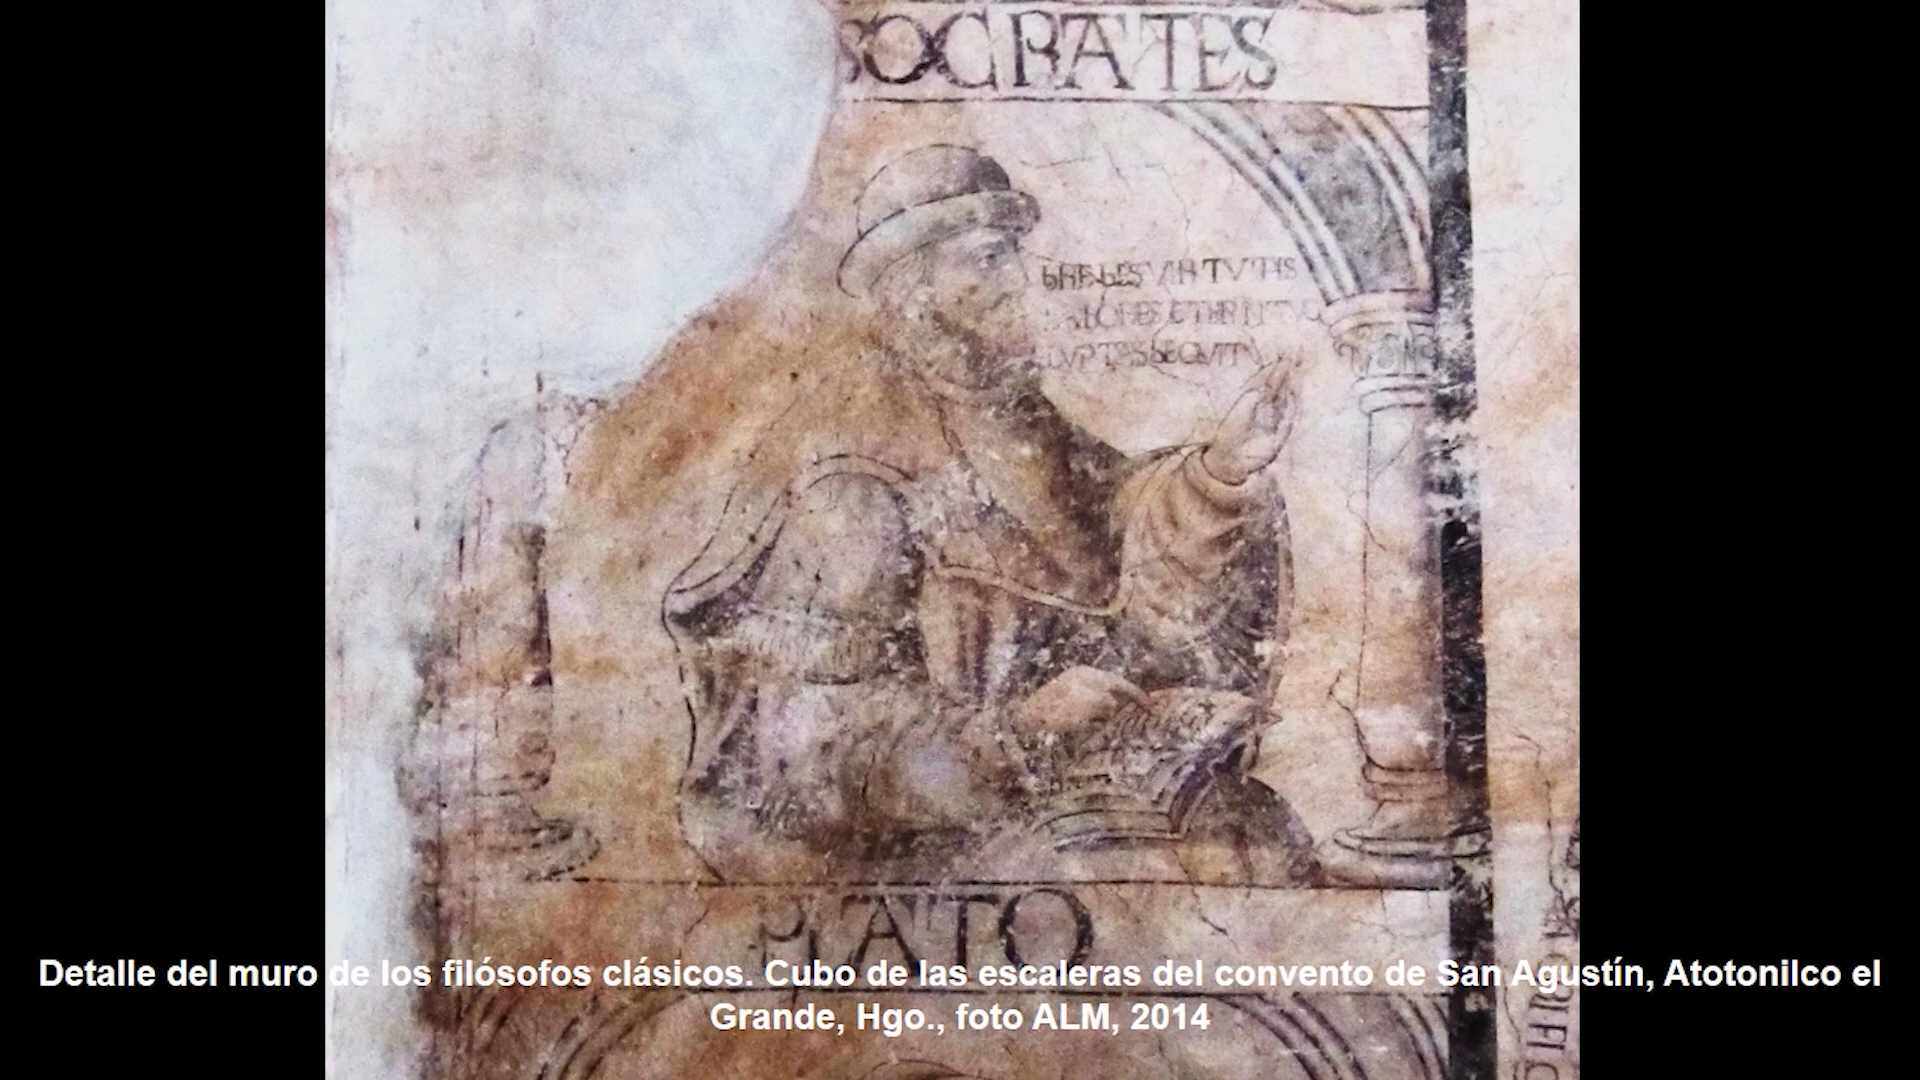 SOCRATES
VIRTVTIS
PLATO
Detalle del muro de los filósofos clásicos. Cubo de las escaleras del convento de San Agustín, Atotonilco el
Grande, Hgo., foto ALM, 2014